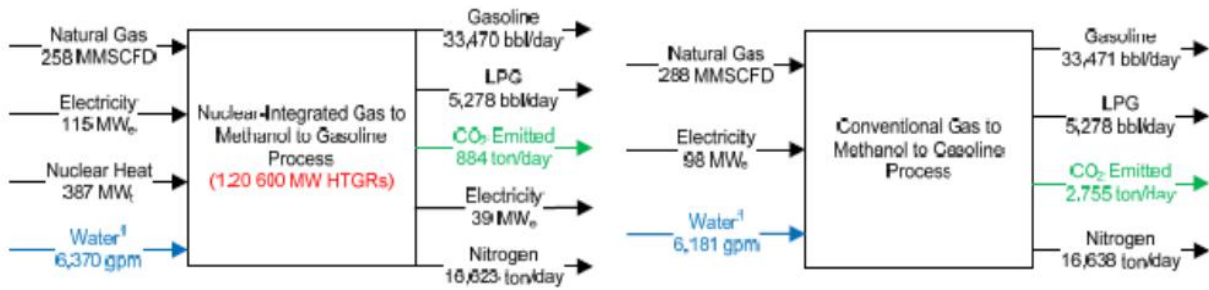 Natural Gas
258 MMSCFD
Electricity
115 MWe
Nuclear Heat
387 MWt
Water1
6,370 gpm
Nuclear-Integrated Gas to
Methanol to Gasoline
Process
(1.20 600 MW HTGRs)
Gasoline
33,470 bbl/day
LPG
5,278 bbl/day
CO2 Emitted
884 ton/day
Electricity
39 MWe
Nitrogen
16,623 ton/day
Natural Gas
288 MMSCFD
Electricity
98 MWe
Water1
6,181 gpm
Conventional Gas to
Methanol to Gasoline
Process
Gasoline
33,471 bbl/day
LPG
5,278 bbl/day
CO2 Emitted
2,755 ton/day
Nitrogen
16,638 ton/day